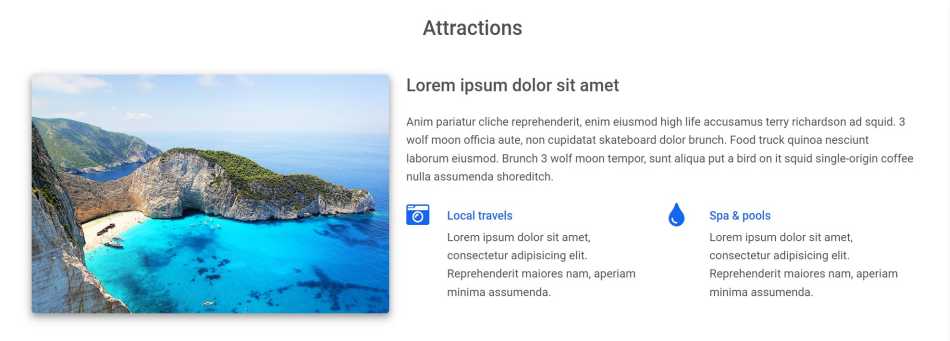 Attractions
Lorem ipsum dolor sit amet
Anim pariatur cliche reprehenderit, enim eiusmod high life accusamus terry richardson ad squid. 3
wolf moon officia aute, non cupidatat skateboard dolor brunch. Food truck quinoa nesciunt
laborum eiusmod. Brunch 3 wolf moon tempor, sunt aliqua put a bird on it squid single-origin coffee
nulla assumenda shoreditch.
Local travels
Lorem ipsum dolor sit amet,
consectetur adipisicing elit.
Reprehenderit maiores nam, aperiam
minima assumenda.
Spa & pools
Lorem ipsum dolor sit amet,
consectetur adipisicing elit.
Reprehenderit maiores nam, aperiam
minima assumenda.